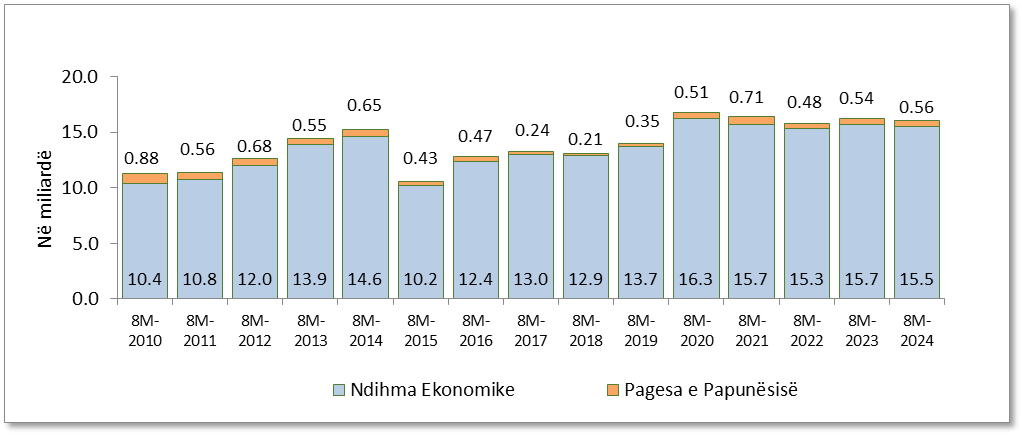 20.0
15.0
10.0
5.0
0.0
Në miliardë
0.88 0.56 0.68 0.55 0.65 0.43 0.47 0.24 0.21 0.35 0.51 0.71 0.48 0.54 0.56
10.4 10.8 12.0 13.9 14.6 10.2 12.4 13.0 12.9 13.7 16.3 15.7 15.3 15.7 15.5
8M- 8M- 8M- 8M- 8M- 8M- 8M- 8M- 8M- 8M- 8M- 8M- 8M- 8M- 8M-
2010 2011 2012 2013 2014 2015 2016 2017 2018 2019 2020 2021 2022 2023 2024
Ndihma Ekonomike Pagesa e Papunësisë